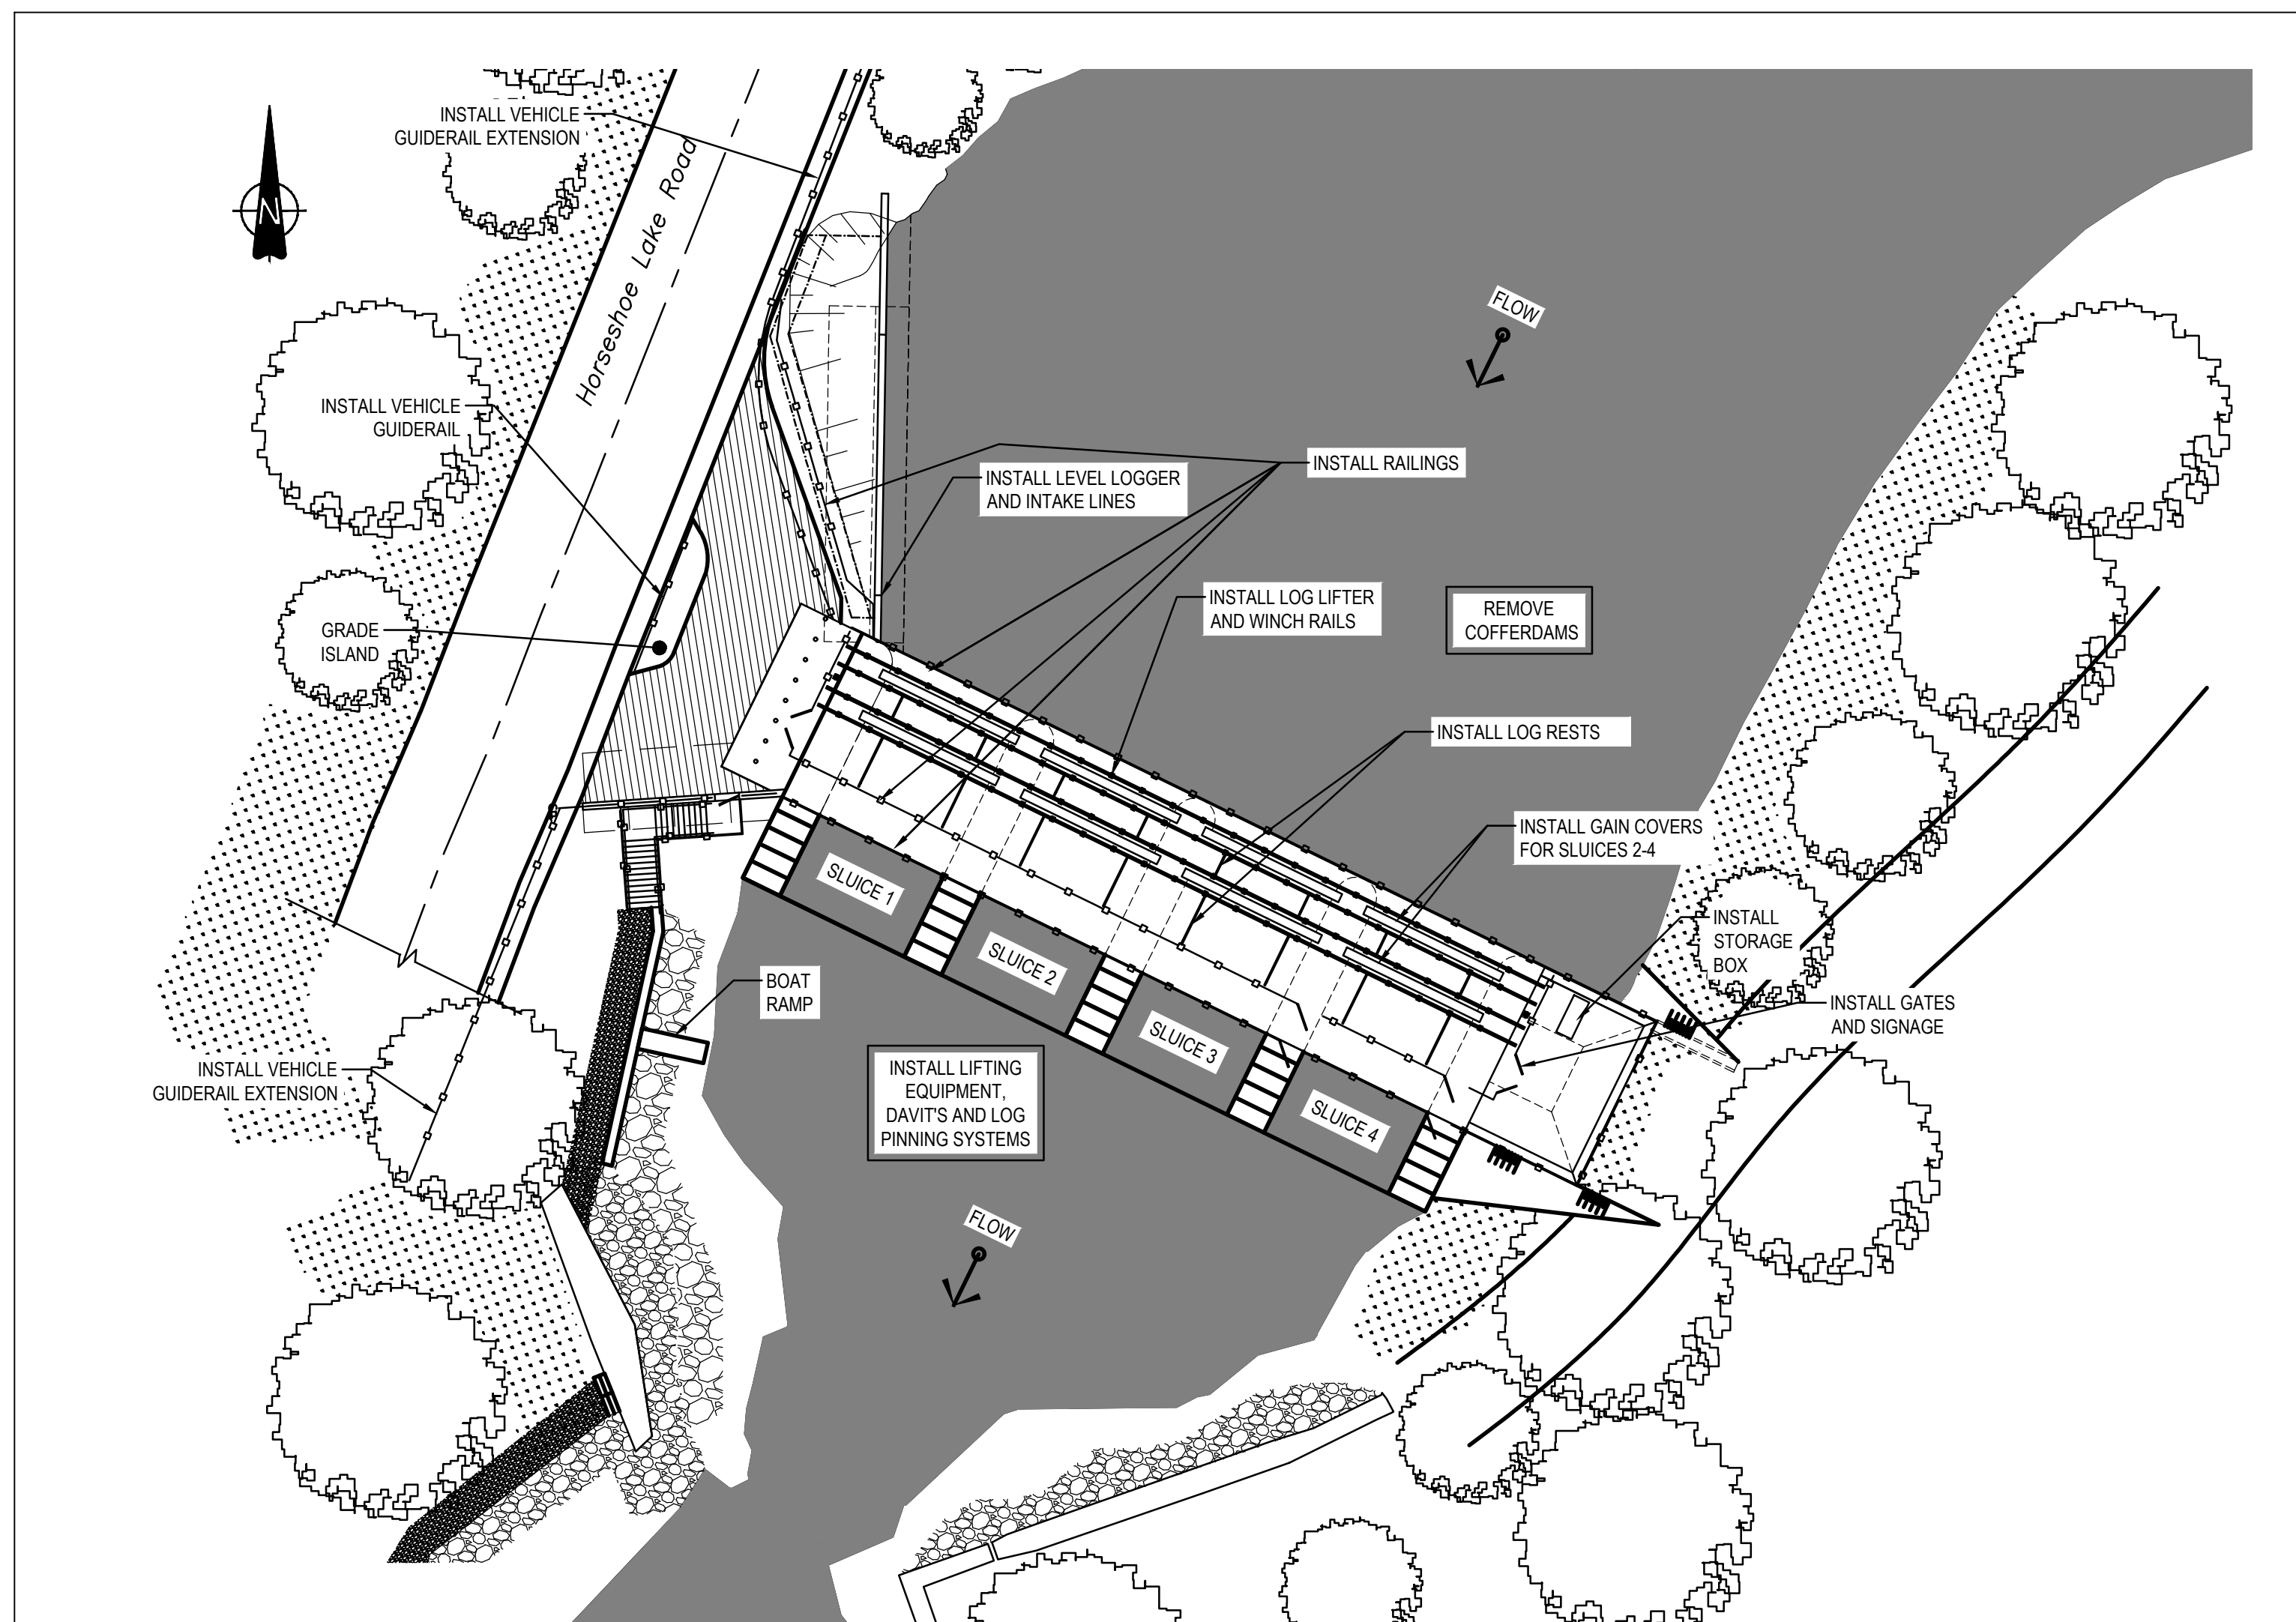 INSTALL VEHICLE
GUIDERAIL EXTENSION
N
Horseshoe Lake Road
FLOW
INSTALL VEHICLE
GUIDERAIL
INSTALL RAILINGS
INSTALL LEVEL LOGGER
AND INTAKE LINES
INSTALL LOG LIFTER
AND WINCH RAILS
REMOVE
COFFERDAMS
GRADE
ISLAND
INSTALL LOG RESTS
INSTALL GAIN COVERS
FOR SLUICES 2-4
SLUICE 1
SLUICE 2
SLUICE 3
SLUICE 4
INSTALL
STORAGE
BOX
BOAT
RAMP
INSTALL GATES
AND SIGNAGE
INSTALL VEHICLE
GUIDERAIL EXTENSION
INSTALL LIFTING
EQUIPMENT,
DAVIT'S AND LOG
PINNING SYSTEMS
FLOW